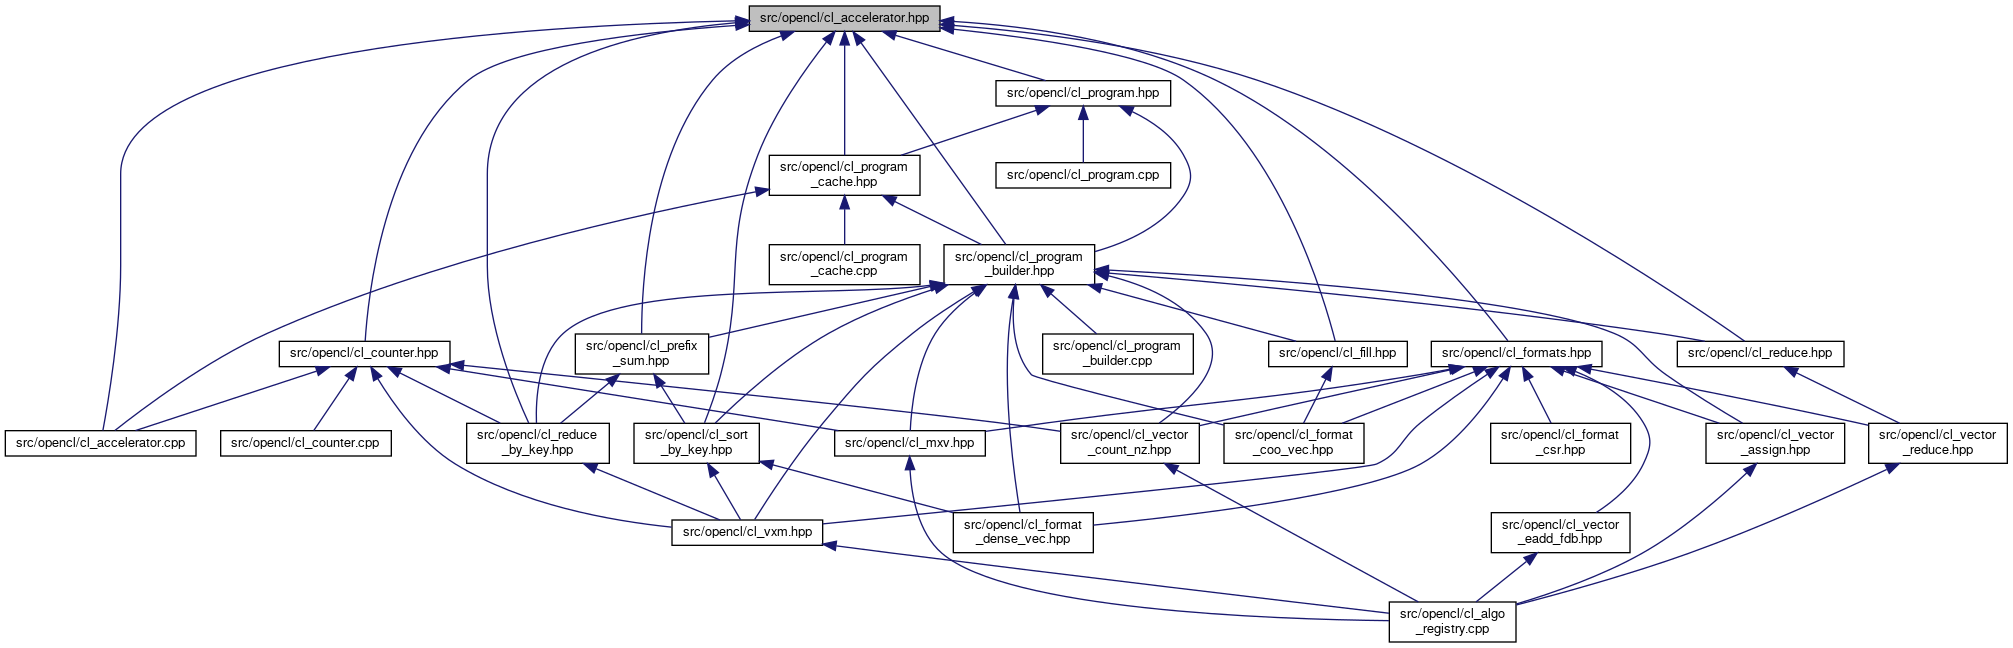 src/opencl/cl_accelerator.hpp
src/opencl/cl_program.hpp
src/opencl/cl_program
_cache.hpp
src/opencl/cl_program.cpp
src/opencl/cl_program
_cache.cpp
src/opencl/cl_program
_builder.hpp
src/opencl/cl_counter.hpp
src/opencl/cl_prefix
_sum.hpp
src/opencl/cl_program
_builder.cpp
src/opencl/cl_fill.hpp
src/opencl/cl_formats.hpp
src/opencl/cl_reduce.hpp
src/opencl/cl_accelerator.cpp
src/opencl/cl_counter.cpp
src/opencl/cl_reduce
_by_key.hpp
src/opencl/cl_sort
_by_key.hpp
src/opencl/cl_mxv.hpp
src/opencl/cl_vector
_count_nz.hpp
src/opencl/cl_format
_coo_vec.hpp
src/opencl/cl_format
_csr.hpp
src/opencl/cl_vector
_assign.hpp
src/opencl/cl_vector
_reduce.hpp
src/opencl/cl_vxm.hpp
src/opencl/cl_format
_dense_vec.hpp
src/opencl/cl_vector
_eadd_fdb.hpp
src/opencl/cl_algo
_registry.cpp